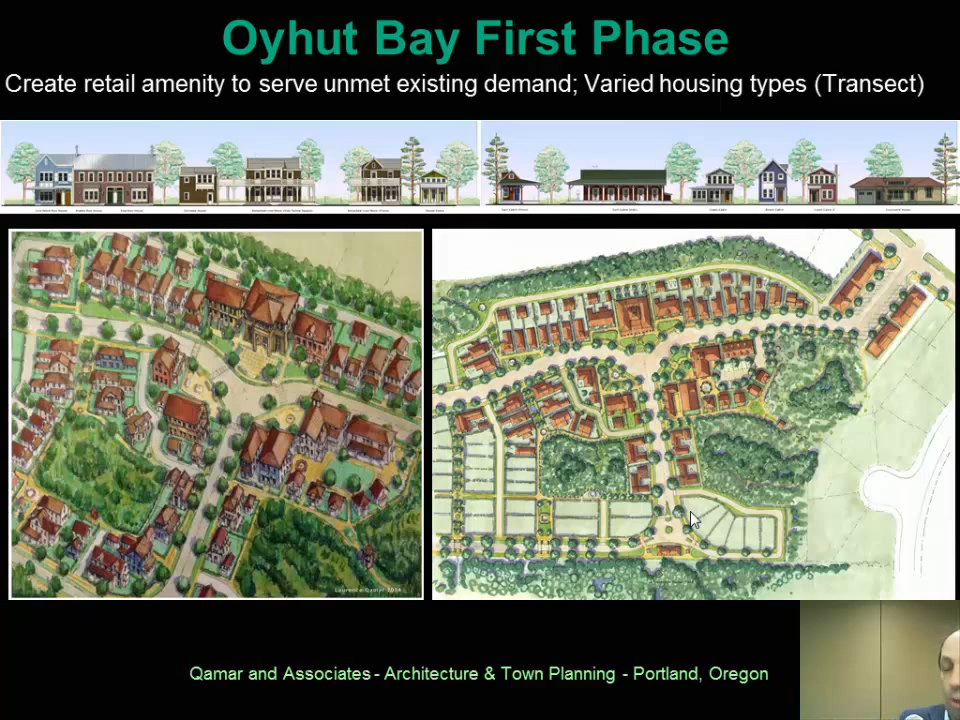 Oyhut Bay First Phase
Create retail amenity to serve unmet existing demand; Varied housing types (Transect)
Qamar and Associates - Architecture & Town Planning - Portland, Oregon